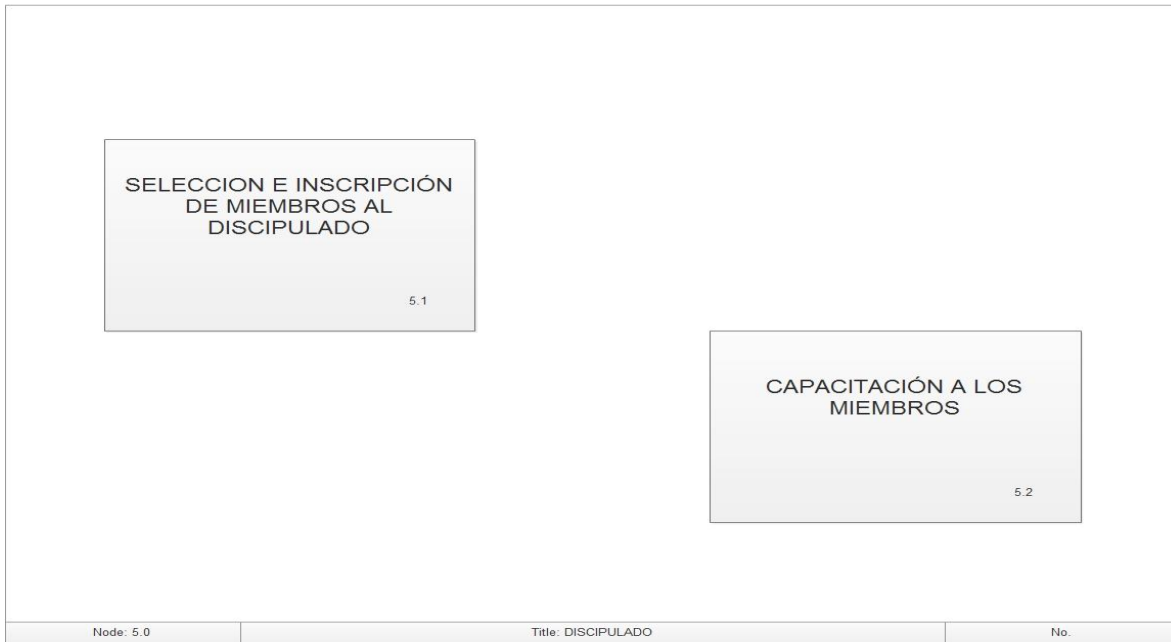 SELECCION E INSCRIPCIÓN
DE MIEMBROS AL
DISCIPULADO
5.1
CAPACITACIÓN A LOS
MIEMBROS
5.2
Node: 5.0
Title: DISCIPULADO
No.